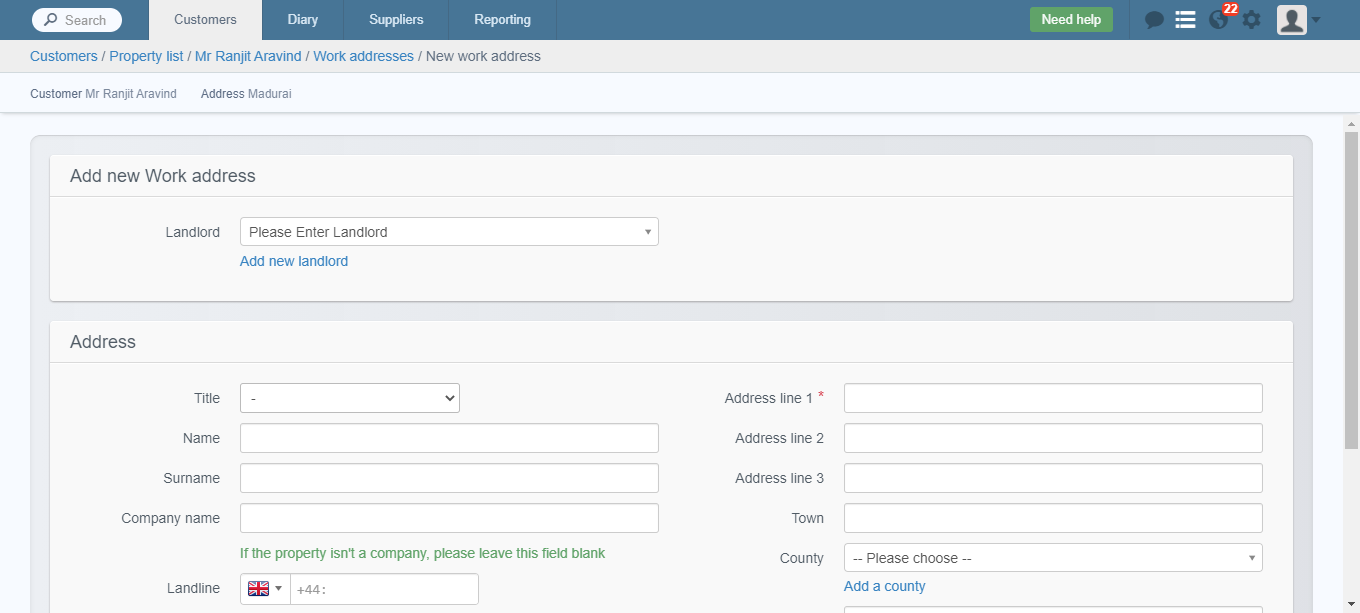 Search
Customers
Diary
Suppliers
Reporting
Need help
22
Customers / Property list / Mr Ranjit Aravind / Work addresses / New work address
Customer Mr Ranjit Aravind
Address Madurai
Add new Work address
Landlord
Please Enter Landlord
Add new landlord
Address
Title
-
Name
Surname
Company name
If the property isn't a company, please leave this field blank
Landline
+44:
Address line 1 *
Address line 2
Address line 3
Town
County
-- Please choose --
Add a county